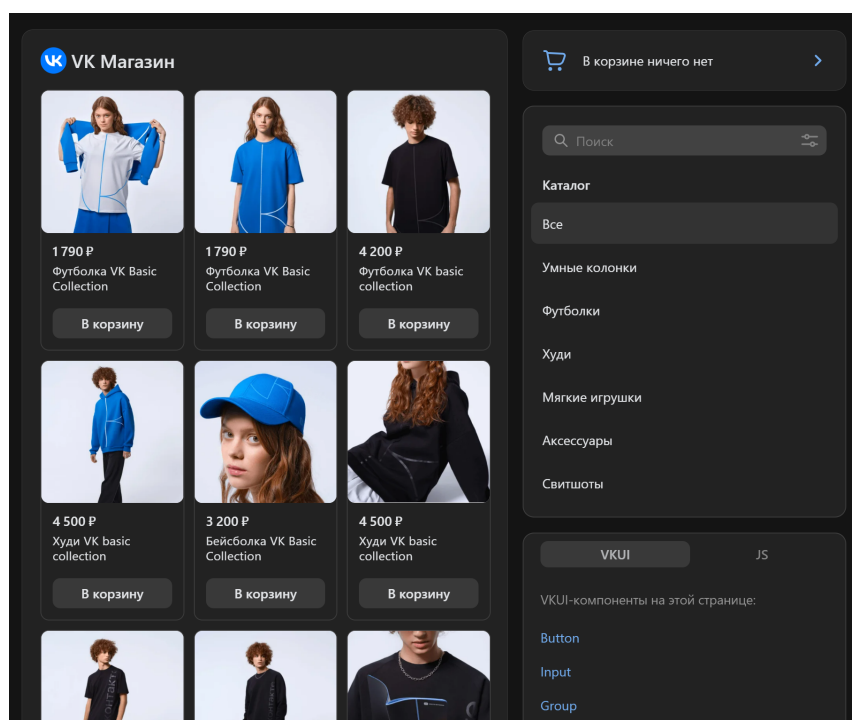 VK Магазин
1 790 ₽
Футболка VK Basic
Collection
В корзину
1 790 ₽
Футболка VK Basic
Collection
В корзину
4 200 ₽
Футболка VK basic
collection
В корзину
4 500 ₽
Худи VK basic
collection
В корзину
3 200 ₽
Бейсболка VK Basic
Collection
В корзину
4 500 ₽
Худи VK basic
collection
В корзину
В корзине ничего нет
Поиск
Каталог
Все
Умные колонки
Футболки
Худи
Мягкие игрушки
Аксессуары
Свитшоты
VKUI
JS
VKUI-компоненты на этой странице:
Button
Input
Group